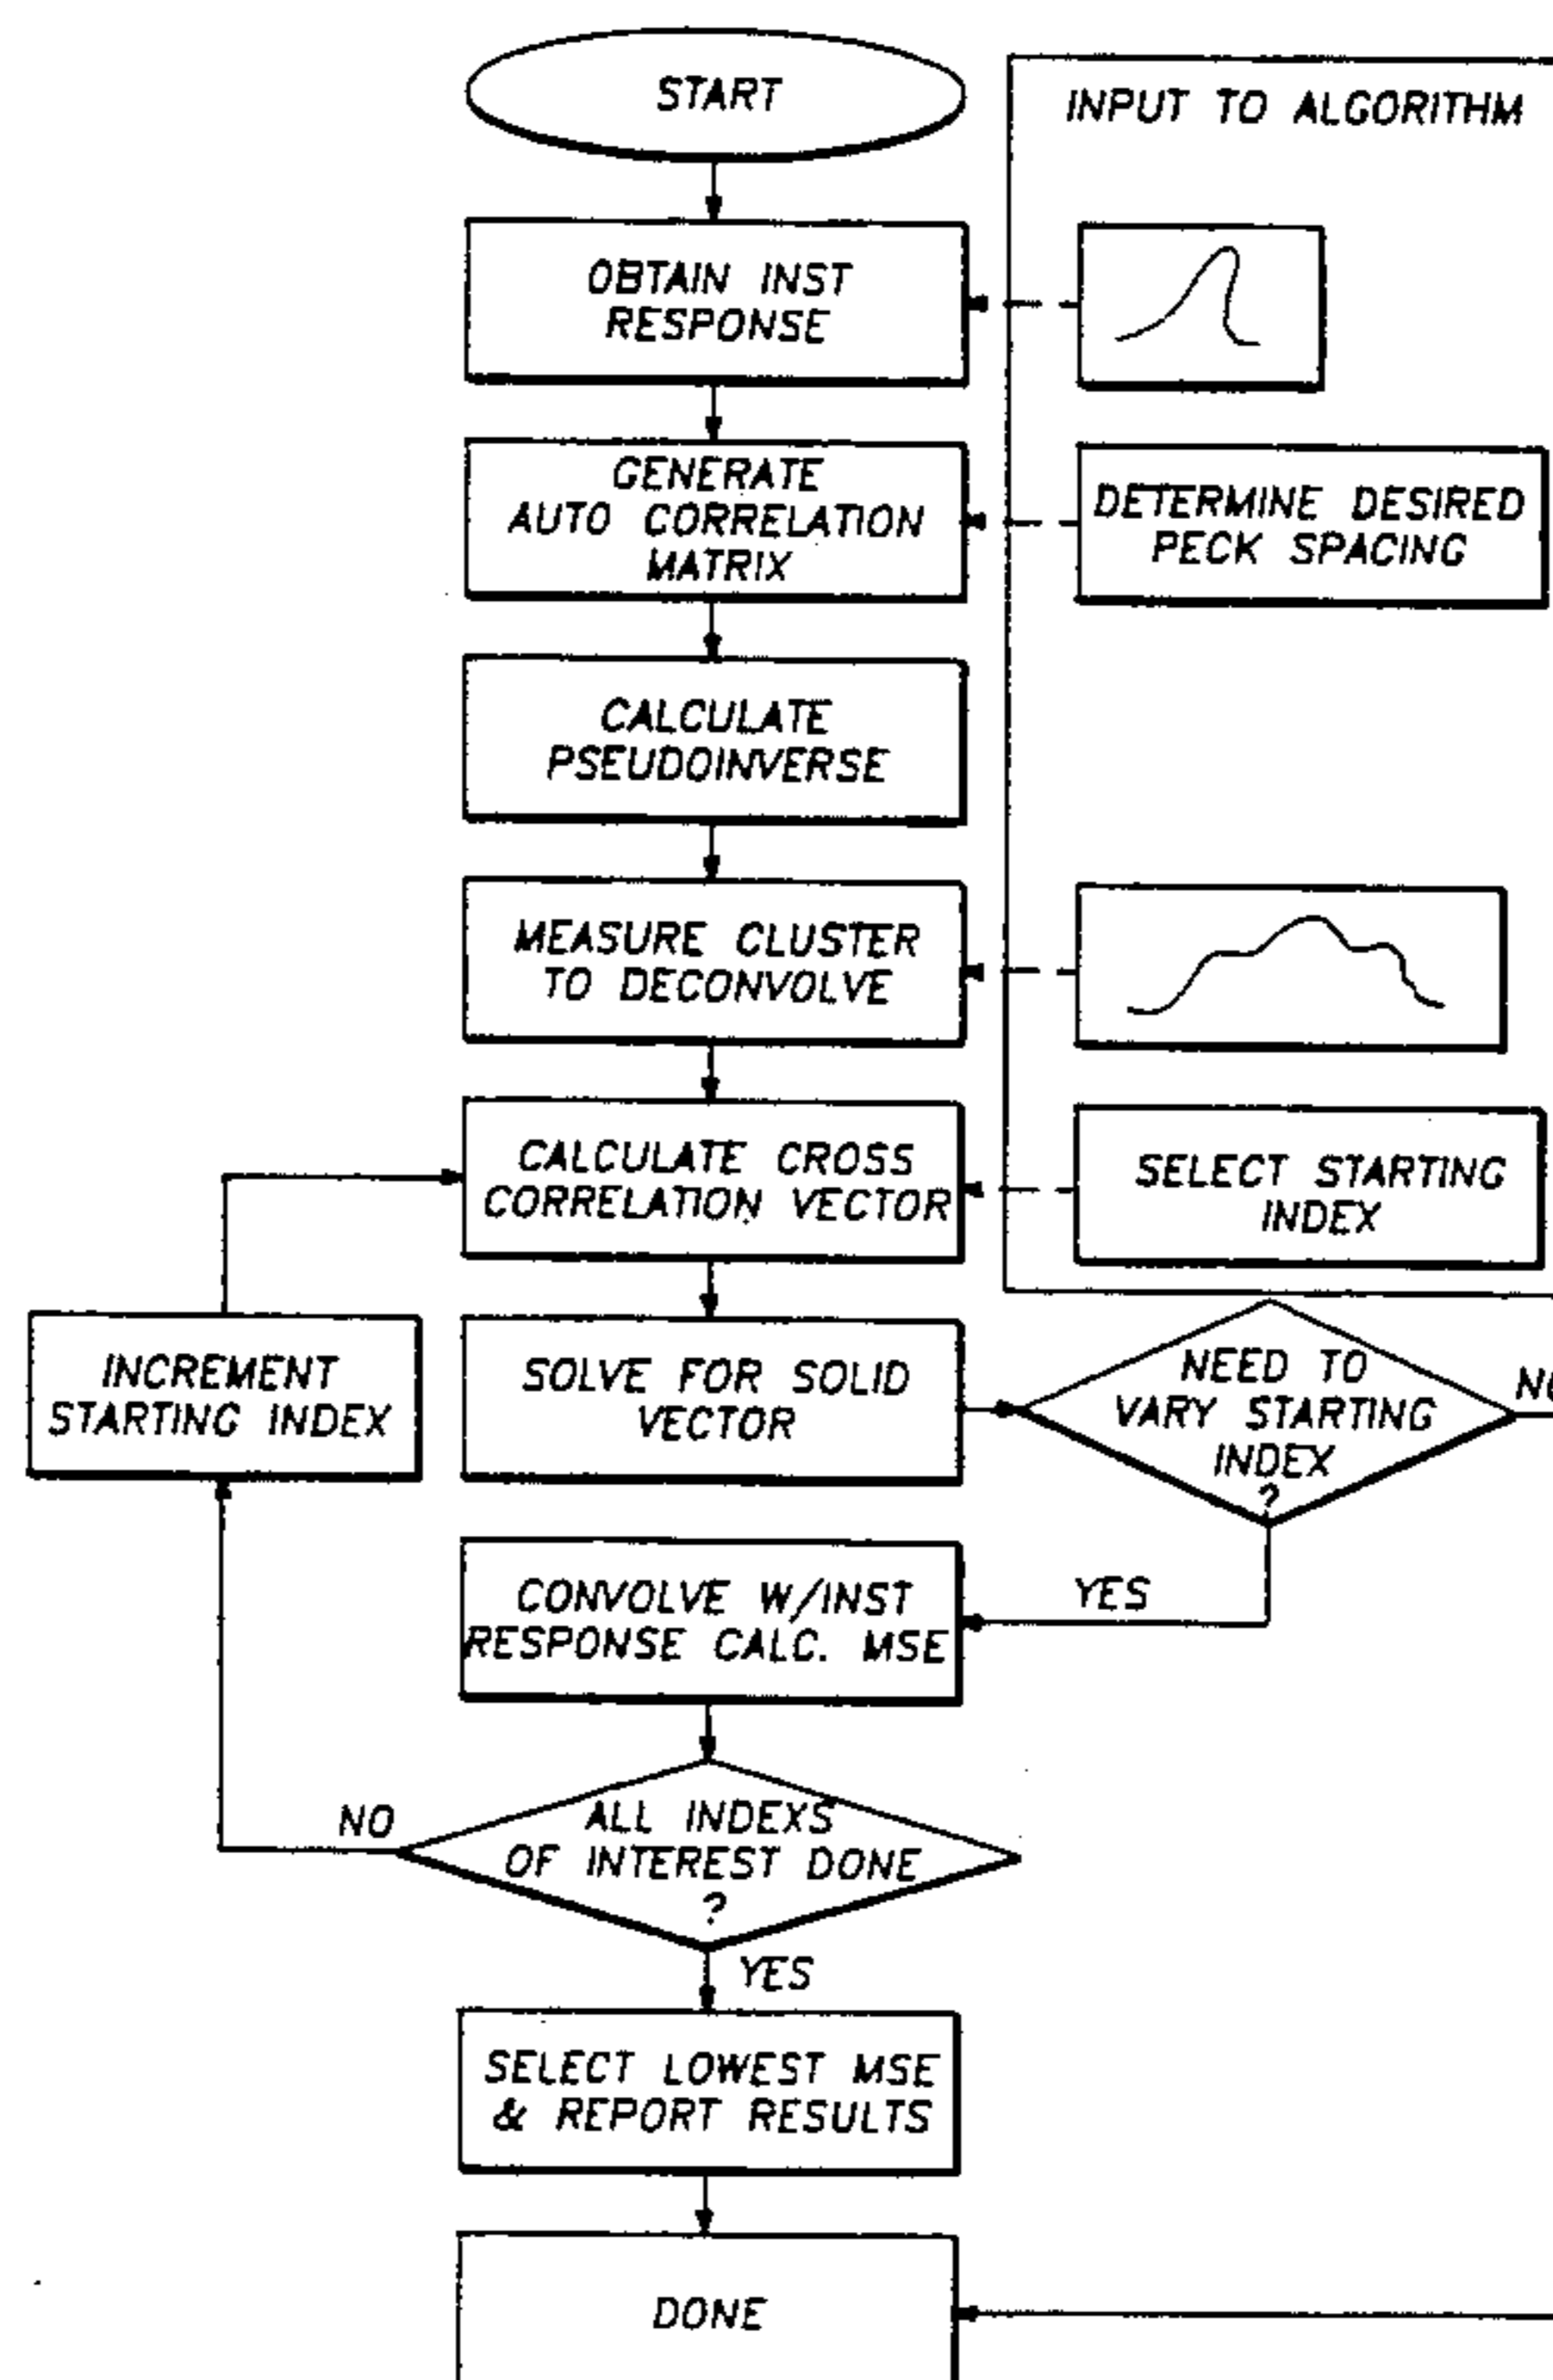 START
INPUT TO ALGORITHM
OBTAIN INST
RESPONSE
GENERATE
AUTO CORRELATION
MATRIX
DETERMINE DESIRED
PECK SPACING
CALCULATE
PSEUDOINVERSE
MEASURE CLUSTER
TO DECONVOLVE
CALCULATE CROSS
CORRELATION VECTOR
SELECT STARTING
INDEX
INCREMENT
STARTING INDEX
SOLVE FOR SOLID
VECTOR
NEED TO
VARY STARTING
INDEX
?
YES
CONVOLVE W/INST
RESPONSE CALC. MSE
NO
ALL INDEXS
OF INTEREST DONE
?
YES
SELECT LOWEST MSE
& REPORT RESULTS
DONE